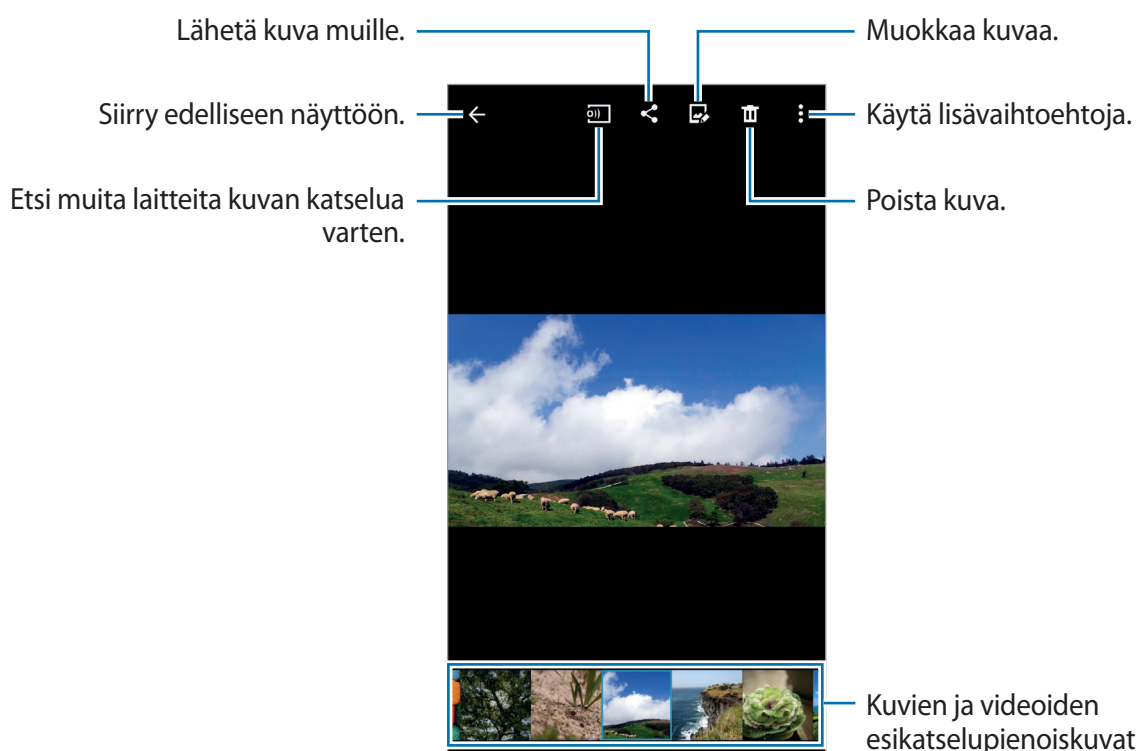 Lähetä kuva muille.
Muokkaa kuvaa.
Siirry edelliseen näyttöön.
Käytä lisävaihtoehtoja.
Etsi muita laitteita kuvan katselua
varten.
Poista kuva.
Kuvien ja videoiden
esikatselupienoiskuvat